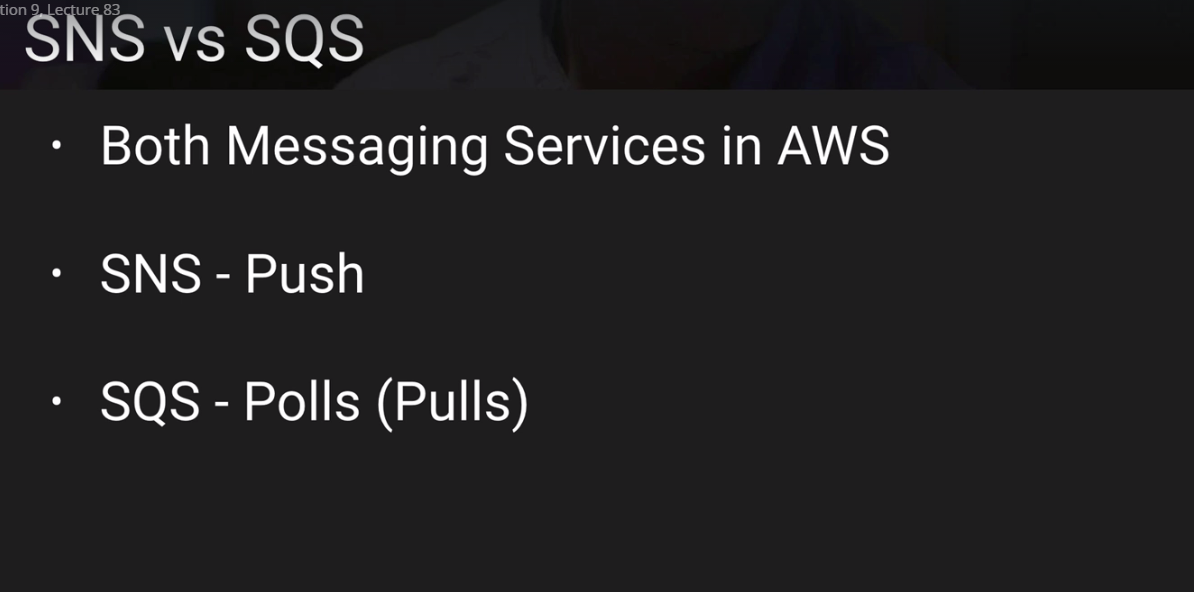 tion 9, Lecture 83
SNS vs SQS
• Both Messaging Services in AWS
• SNS - Push
• SQS - Polls (Pulls)